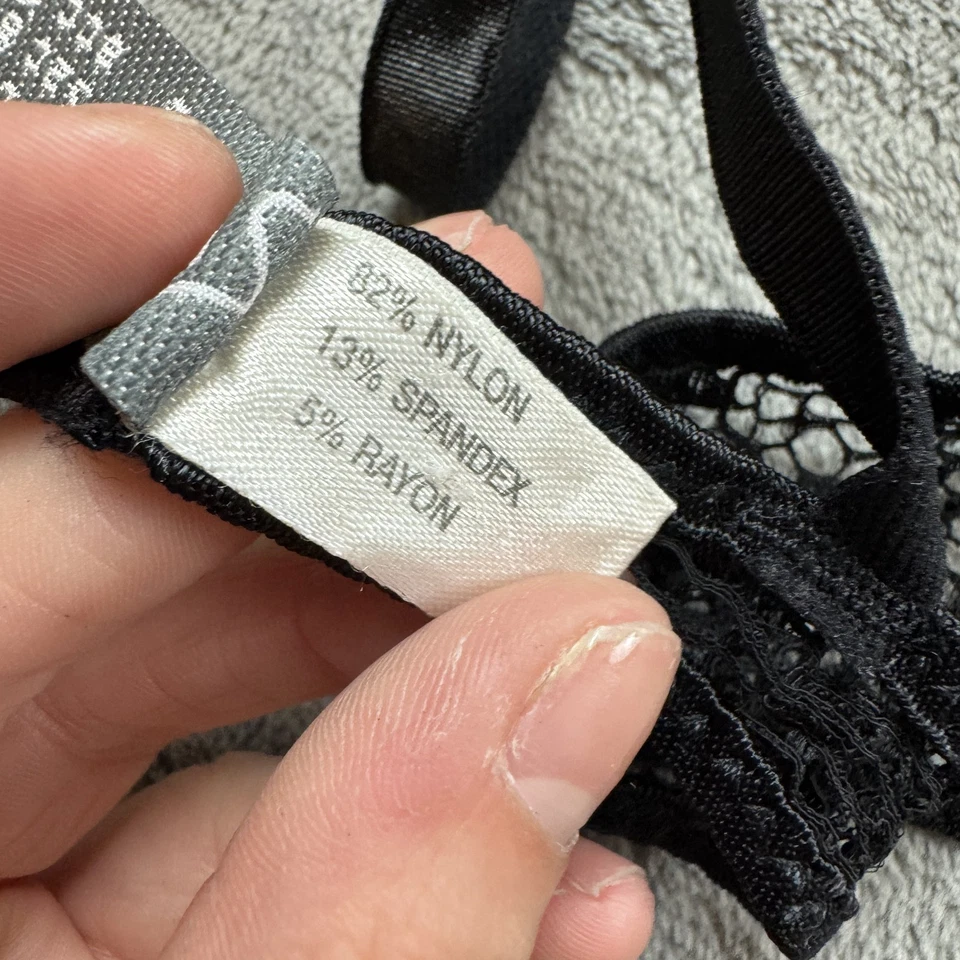 82% NYLON
13% SPANDEX
5% RAYON